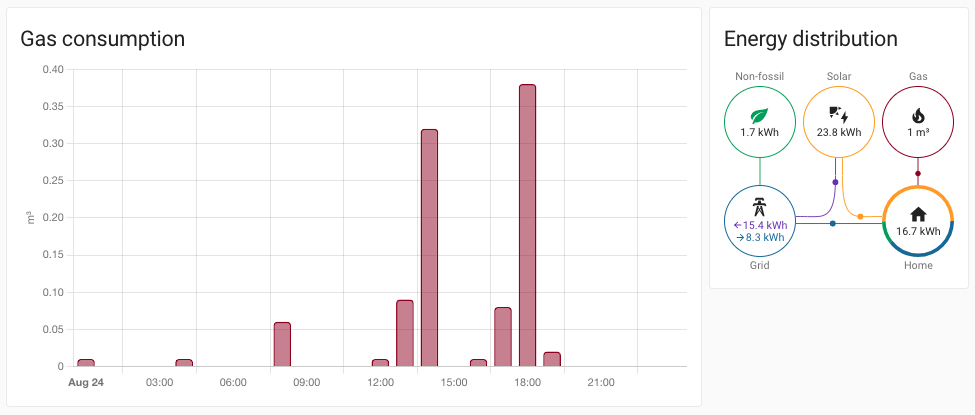 Gas consumption
0.40
0.35
0.30
0.25
0.20
0.15
0.10
0.05
0
m³
Aug 24
03:00
06:00
09:00
12:00
15:00
18:00
21:00
Energy distribution
Non-fossil
Solar
Gas
1.7 kWh
23.8 kWh
1 m³
←15.4 kWh
→8.3 kWh
16.7 kWh
Grid
Home